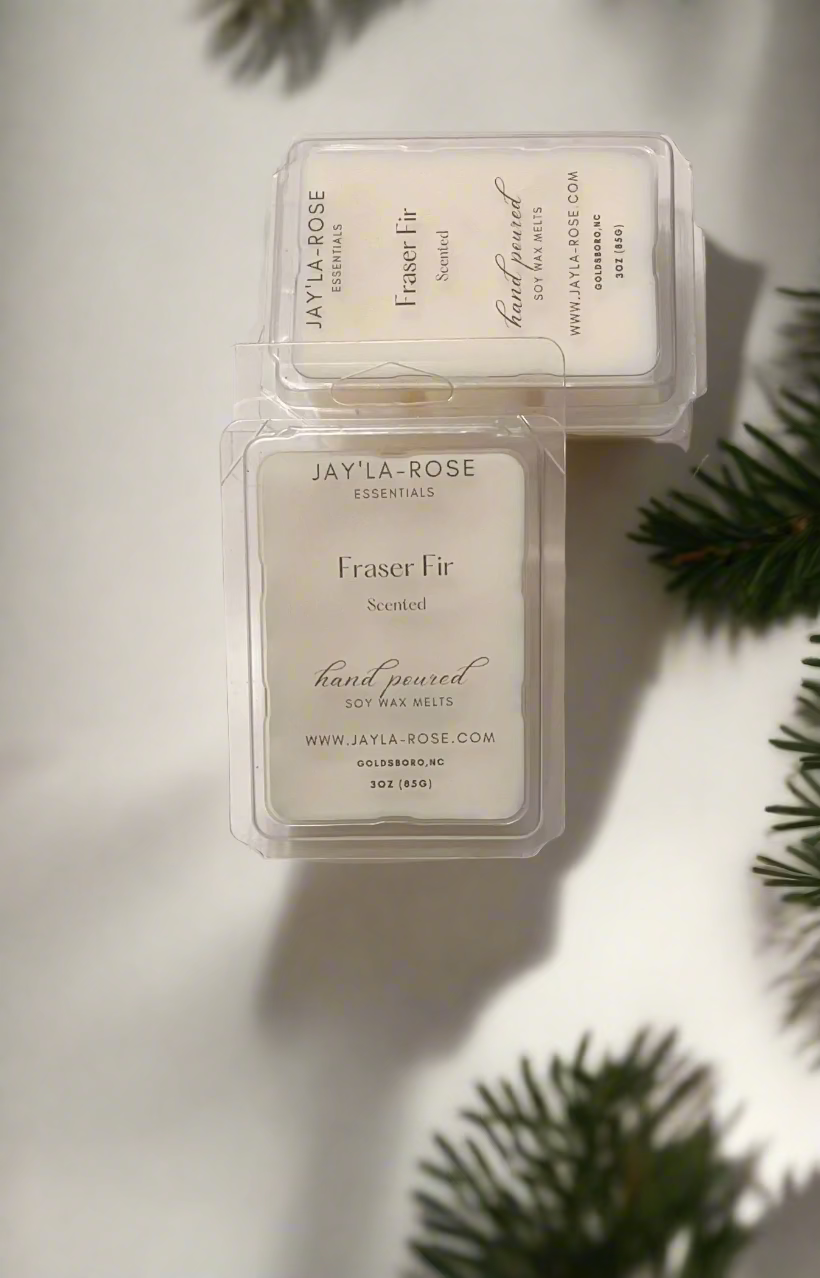 JAY'LA-ROSE
ESSENTIALS
Fraser Fir
Scented
hand poured
SOY WAX MELTS
WWW.JAYLA-ROSE.COM
GOLDSBORO,NC
3OZ (85G)
JAY'LA-ROSE
ESSENTIALS
Fraser Fir
Scented
hand poured
SOY WAX MELTS
WWW.JAYLA-ROSE.COM
GOLDSBORO,NC
3OZ (85G)